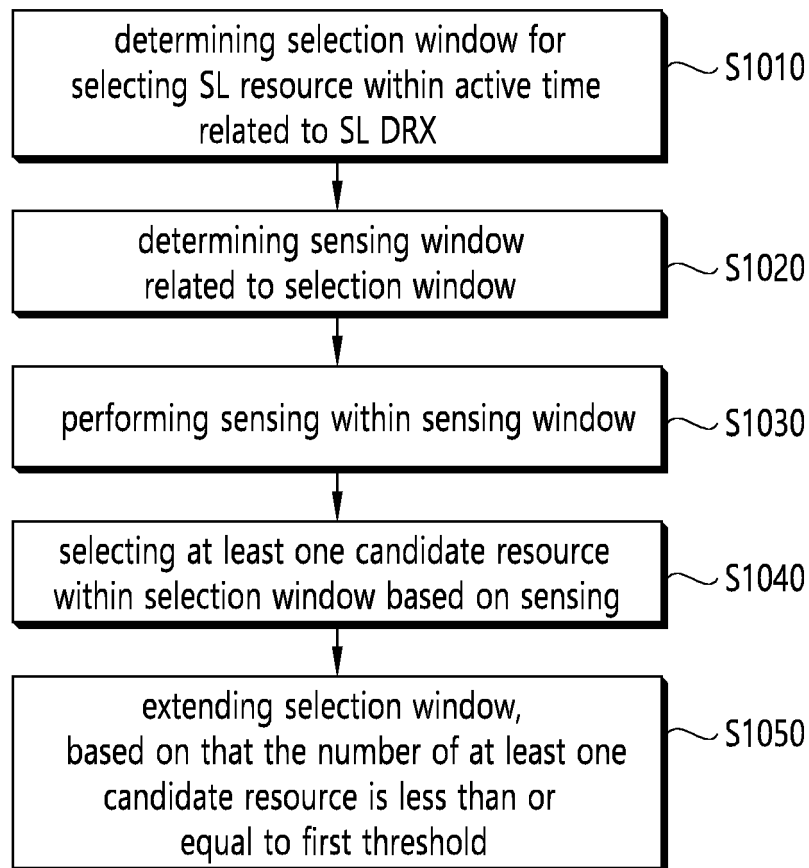 determining selection window for
selecting SL resource within active time
related to SL DRX
S1010
determining sensing window
related to selection window
S1020
performing sensing within sensing window
S1030
selecting at least one candidate resource
within selection window based on sensing
S1040
extending selection window,
based on that the number of at least one
candidate resource is less than or
equal to first threshold
S1050